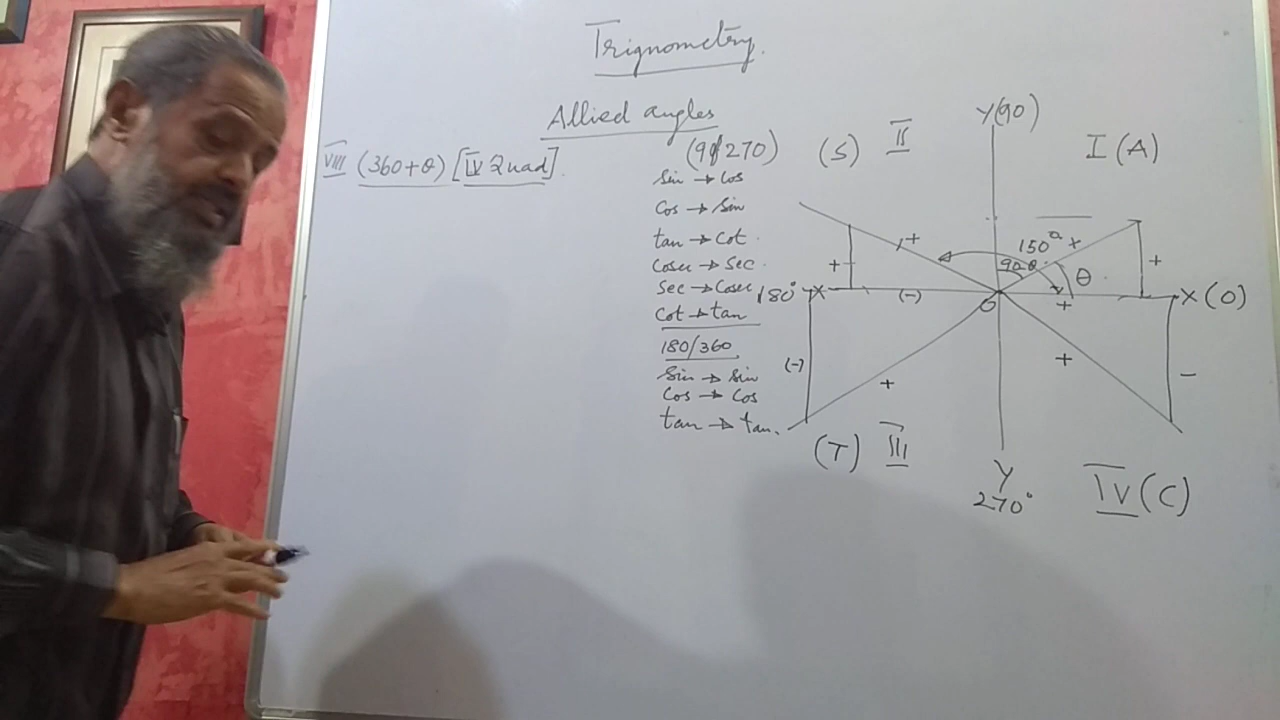 Trignometry.
Allied angles
VIII (360+θ) [IV Quad].
(90/270)
Sin → Cos
Cos → Sin
tan → Cot.
Cosec → Sec.
Sec → Cosec
Cot → tan
180/360
Sin → Sin
Cos → Cos
tan → tan.
Y(90)
(S) II
I (A)
+
+
150° +
+
90 θ
θ
180° X
(-)
O
+
X (0)
(-)
+
+
-
(T) III
Y
270°
IV (C)